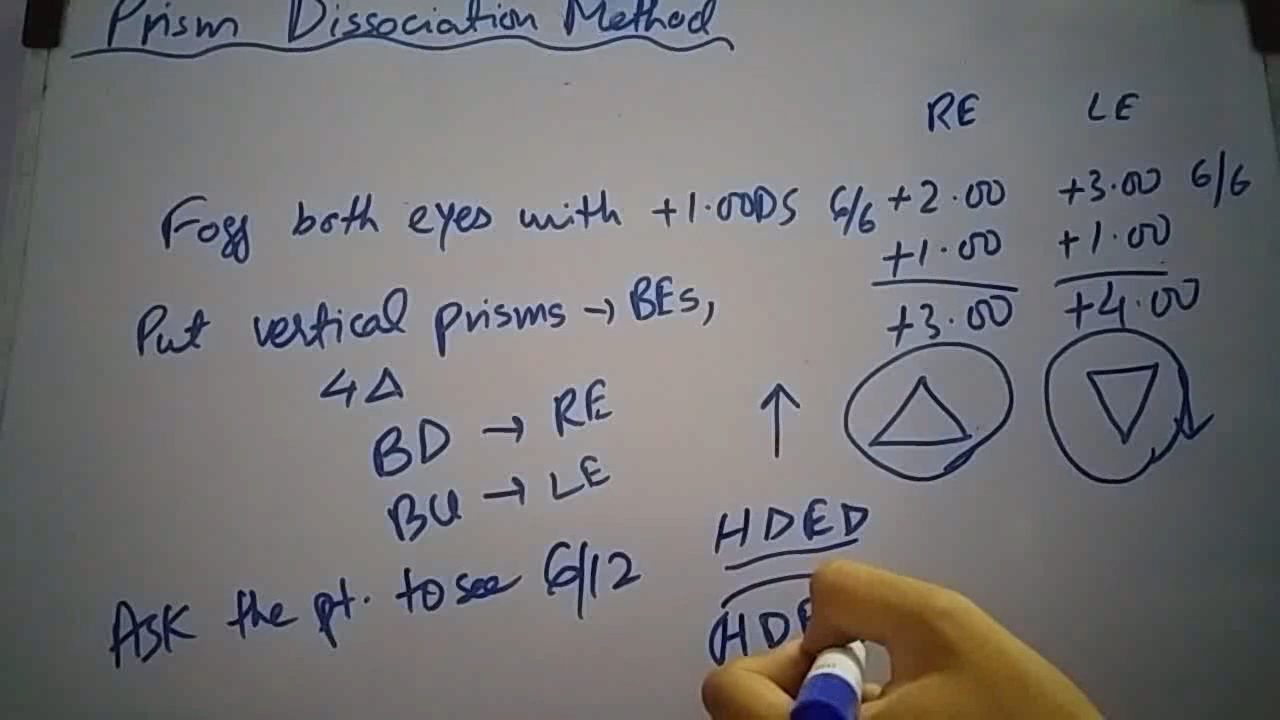 Prism Dissociation Method
RE LE
Fogg both eyes with +1.00DS 6/6 +2.00 +3.00 6/6
+1.00 +1.00
+3.00 +4.00
Put vertical prisms → BEs,
4Δ
BD → RE
BU → LE
HDED
Ask the pt. to see 6/12